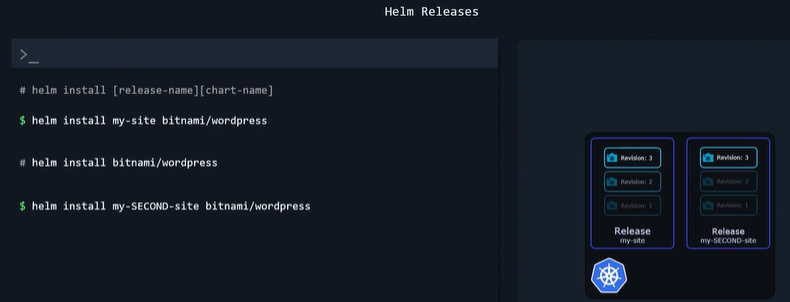 Helm Releases
>_
# helm install [release-name][chart-name]
$ helm install my-site bitnami/wordpress
# helm install bitnami/wordpress
$ helm install my-SECOND-site bitnami/wordpress
Revision: 3
Revision: 2
Revision: 1
Release
my-site
Revision: 3
Revision: 2
Revision: 1
Release
my-SECOND-site